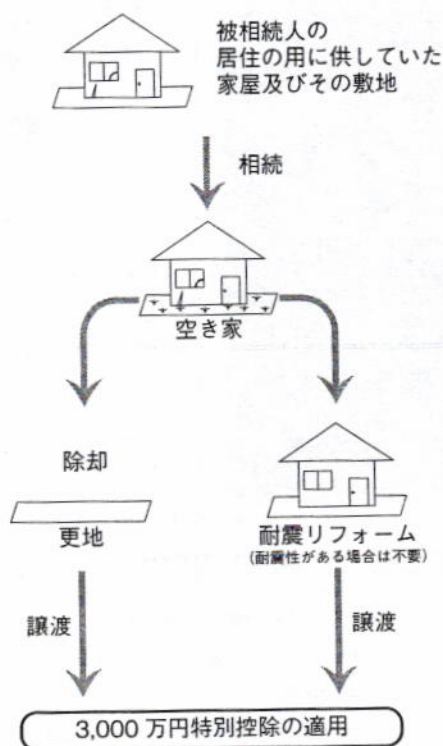 被相続人の
居住の用に供していた
家屋及びその敷地
相続
空き家
除却
更地
耐震リフォーム
(耐震性がある場合は不要)
譲渡
譲渡
3,000 万円特別控除の適用